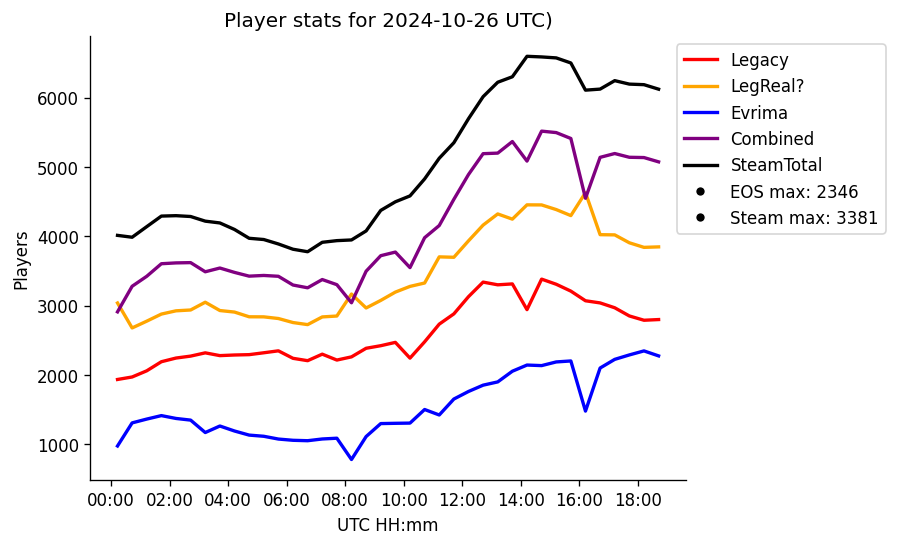 Player stats for 2024-10-26 UTC)
Legacy
LegReal?
Evrima
Combined
SteamTotal
EOS max: 2346
Steam max: 3381
Players
6000
5000
4000
3000
2000
1000
00:00 02:00 04:00 06:00 08:00 10:00 12:00 14:00 16:00 18:00
UTC HH:mm